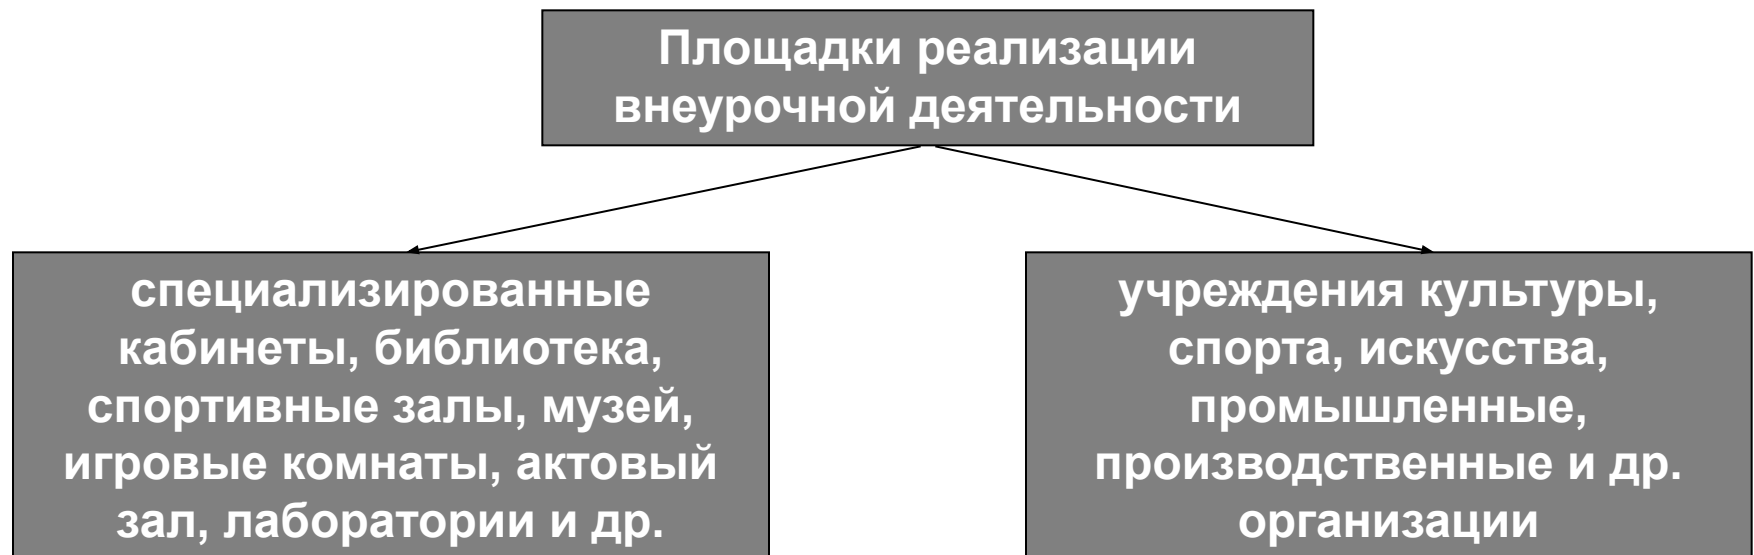 Площадки реализации
внеурочной деятельности
специализированные
кабинеты, библиотека,
спортивные залы, музей,
игровые комнаты, актовый
зал, лаборатории и др.
учреждения культуры,
спорта, искусства,
промышленные,
производственные и др.
организации